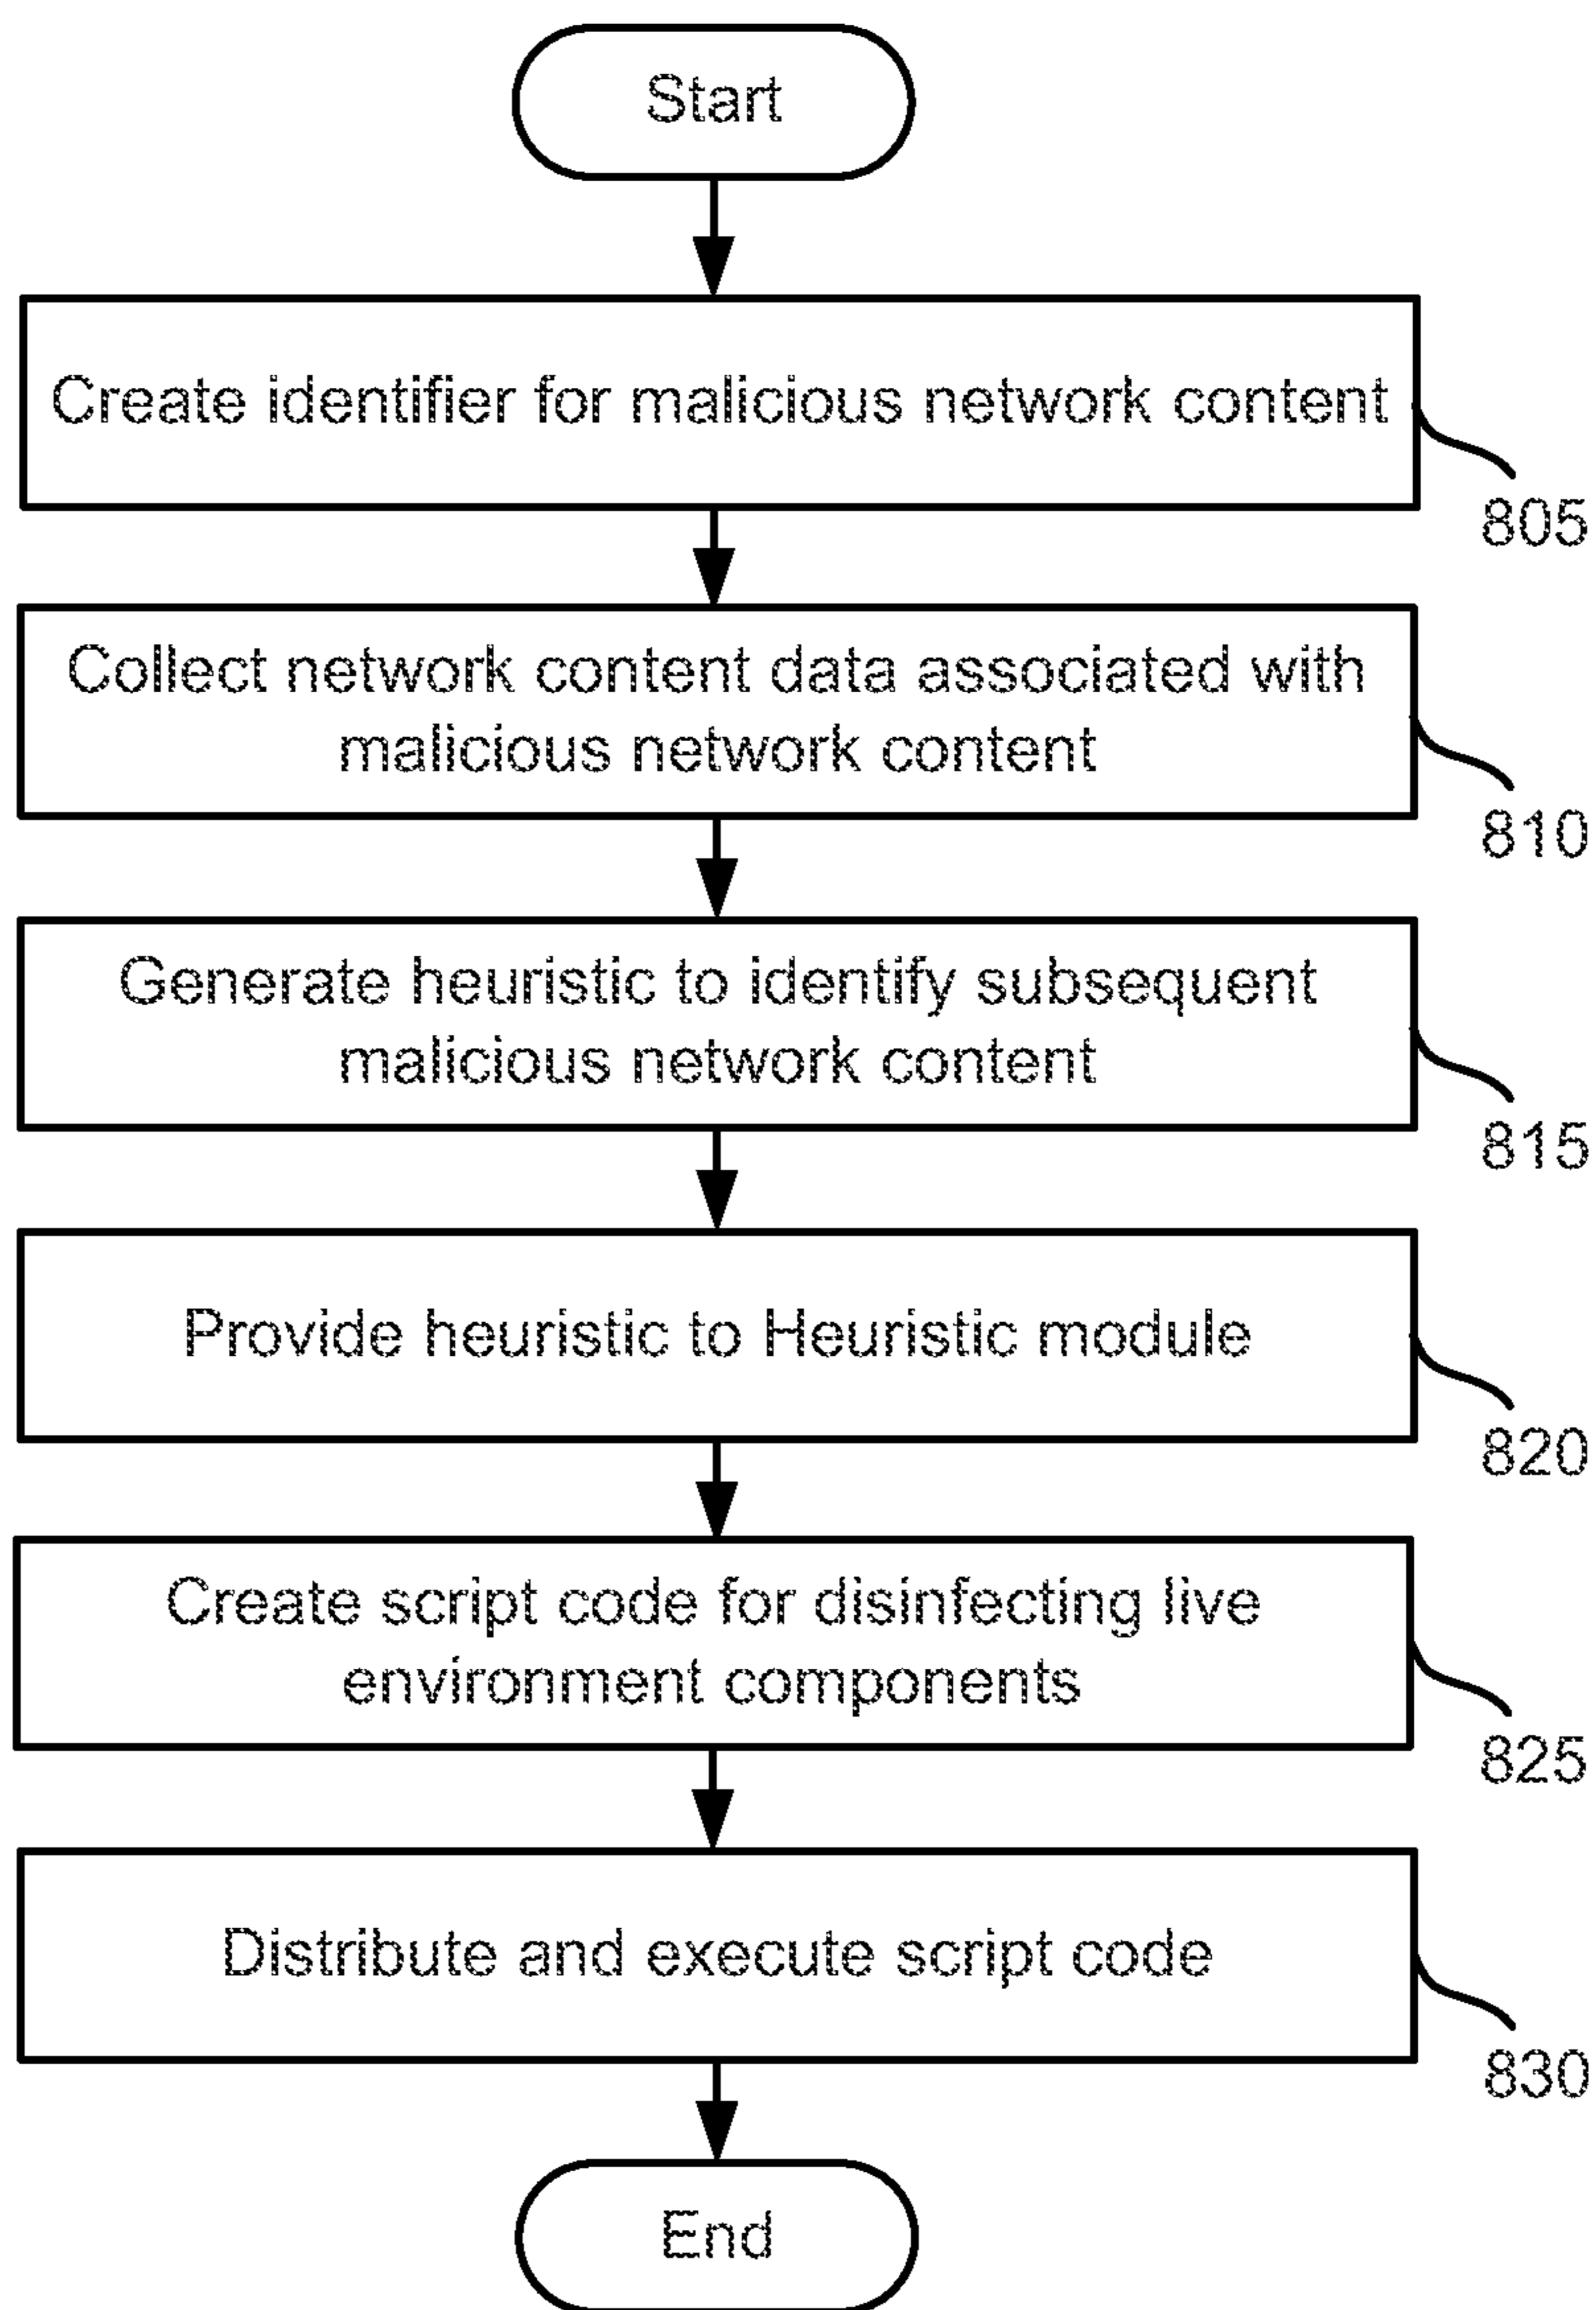 Start
Create identifier for malicious network content
805
Collect network content data associated with
malicious network content
810
Generate heuristic to identify subsequent
malicious network content
815
Provide heuristic to Heuristic module
820
Create script code for disinfecting live
environment components
825
Distribute and execute script code
830
End